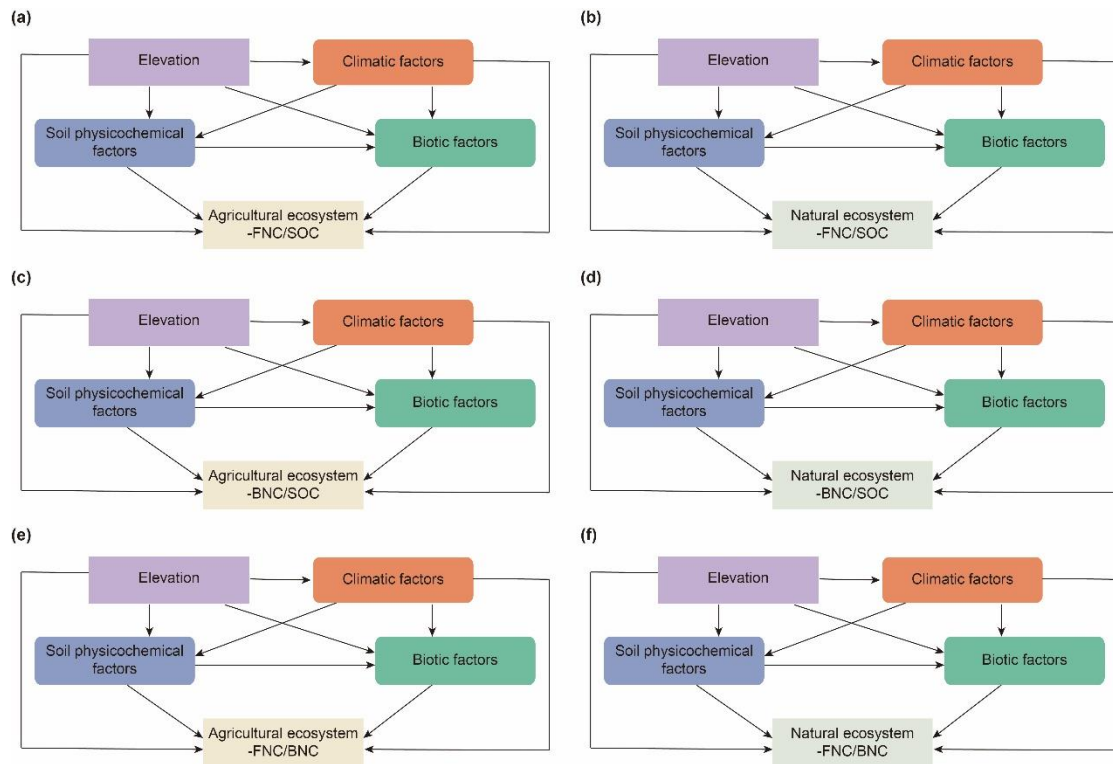 (a)
Elevation
Climatic factors
Soil physicochemical
factors
Biotic factors
Agricultural ecosystem
-FNC/SOC
(b)
Elevation
Climatic factors
Soil physicochemical
factors
Biotic factors
Natural ecosystem
-FNC/SOC
(c)
Elevation
Climatic factors
Soil physicochemical
factors
Biotic factors
Agricultural ecosystem
-BNC/SOC
(d)
Elevation
Climatic factors
Soil physicochemical
factors
Biotic factors
Natural ecosystem
-BNC/SOC
(e)
Elevation
Climatic factors
Soil physicochemical
factors
Biotic factors
Agricultural ecosystem
-FNC/BNC
(f)
Elevation
Climatic factors
Soil physicochemical
factors
Biotic factors
Natural ecosystem
-FNC/BNC